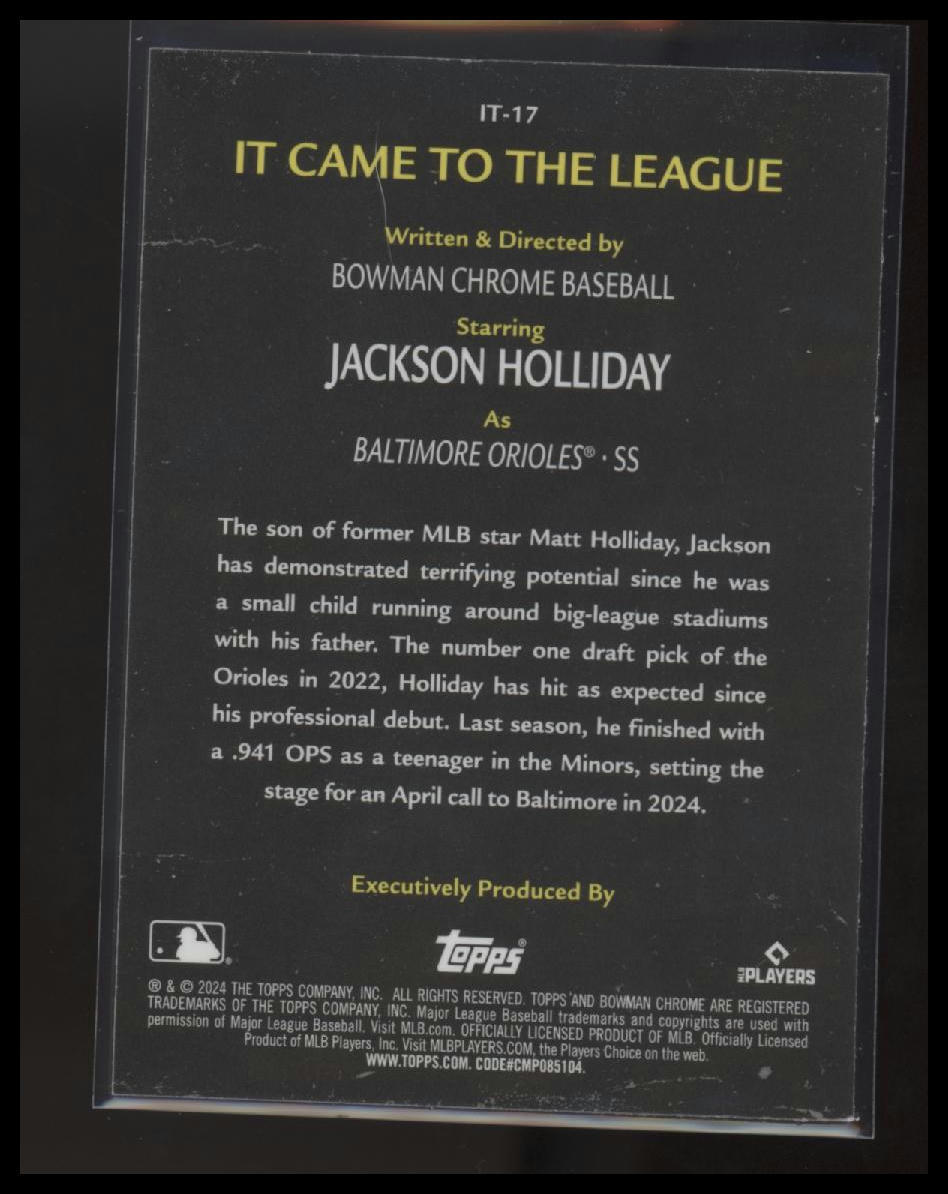 IT-17
IT CAME TO THE LEAGUE
Written & Directed by
BOWMAN CHROME BASEBALL
Starring
JACKSON HOLLIDAY
As
BALTIMORE ORIOLES® · SS
The son of former MLB star Matt Holliday, Jackson
has demonstrated terrifying potential since he was
a small child running around big-league stadiums
with his father. The number one draft pick of the
Orioles in 2022, Holliday has hit as expected since
his professional debut. Last season, he finished with
a .941 OPS as a teenager in the Minors, setting the
stage for an April call to Baltimore in 2024.
Executively Produced By
® topps® MLB PLAYERS
® & © 2024 THE TOPPS COMPANY, INC. ALL RIGHTS RESERVED. TOPPS AND BOWMAN CHROME ARE REGISTERED
TRADEMARKS OF THE TOPPS COMPANY, INC. Major League Baseball trademarks and copyrights are used with
permission of Major League Baseball. Visit MLB.com. OFFICIALLY LICENSED PRODUCT OF MLB. Officially Licensed
Product of MLB Players, Inc. Visit MLBPLAYERS.COM, the Players Choice on the web.
WWW.TOPPS.COM. CODE#CMP085104.